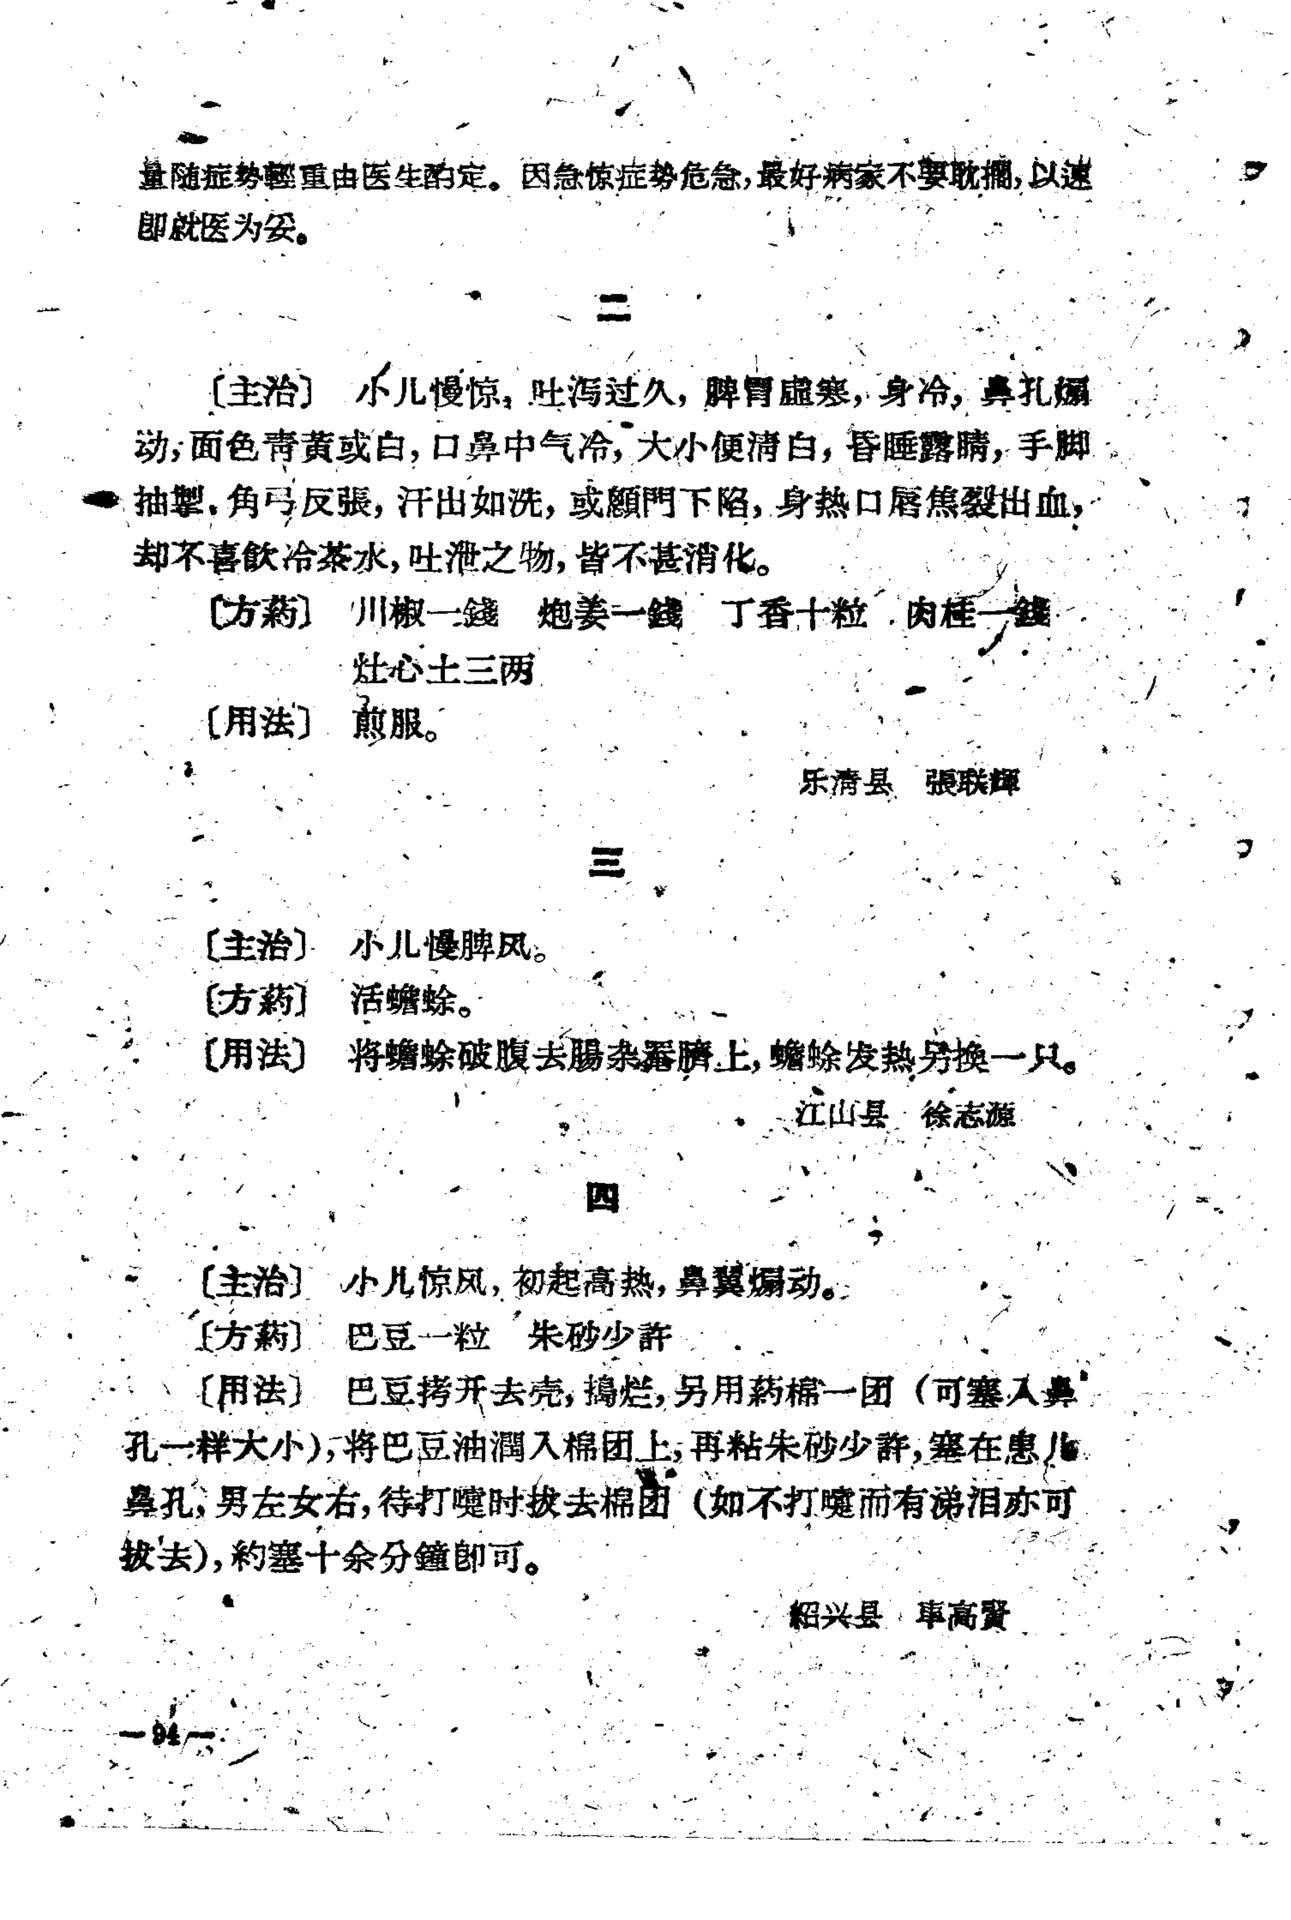 量随症势輕重由医生酌定。因急惊症势危急，最好病家不要耽擱，以速
卽就医为妥。
二
〔主治〕 小儿慢惊，吐泻过久，脾胃虛寒，身冷，鼻孔煽
动，面色靑黃或白，口鼻中气冷，大小便淸白，昏睡露睛，手脚
抽掣，角弓反張，汗出如洗，或顖門下陷，身热口唇焦裂出血，
却不喜飲冷茶水，吐泄之物，皆不甚消化。
〔方葯〕 川椒一錢 炮姜一錢 丁香十粒 肉桂一錢
灶心土三两
〔用法〕 煎服。
乐淸县 張联輝
三
〔主治〕 小儿慢脾风。
〔方葯〕 活蟾蜍。
〔用法〕 将蟾蜍破腹去腸杂罨臍上，蟾蜍发热另換一只。
江山县 徐志源
四
〔主治〕 小儿惊风，初起高热，鼻翼煽动。
〔方葯〕 巴豆一粒 朱砂少許
〔用法〕 巴豆拷开去壳，搗烂，另用葯棉一团（可塞入鼻
孔一样大小），将巴豆油潤入棉团上，再粘朱砂少許，塞在患儿
鼻孔，男左女右，待打嚏时拔去棉团（如不打嚏而有涕泪亦可
拔去），約塞十余分鐘卽可。
紹兴县 高賢
—94—